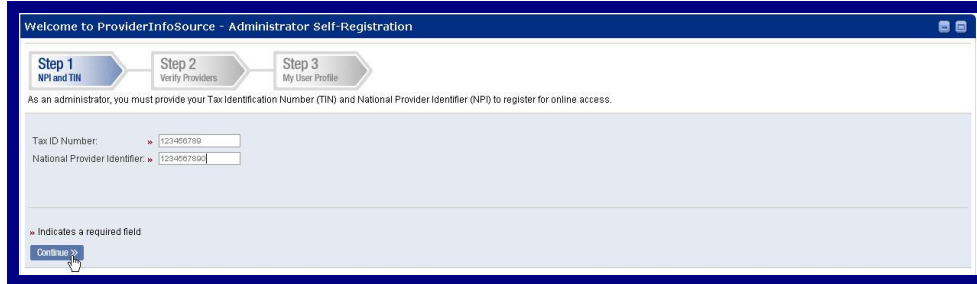 Welcome to ProviderInfoSource - Administrator Self-Registration
Step 1
NPI and TIN
Step 2
Verify Providers
Step 3
My User Profile
As an administrator, you must provide your Tax Identification Number (TIN) and National Provider Identifier (NPI) to register for online access.
Tax ID Number: » 123456789
National Provider Identifier: » 1234567890
» Indicates a required field
Continue »